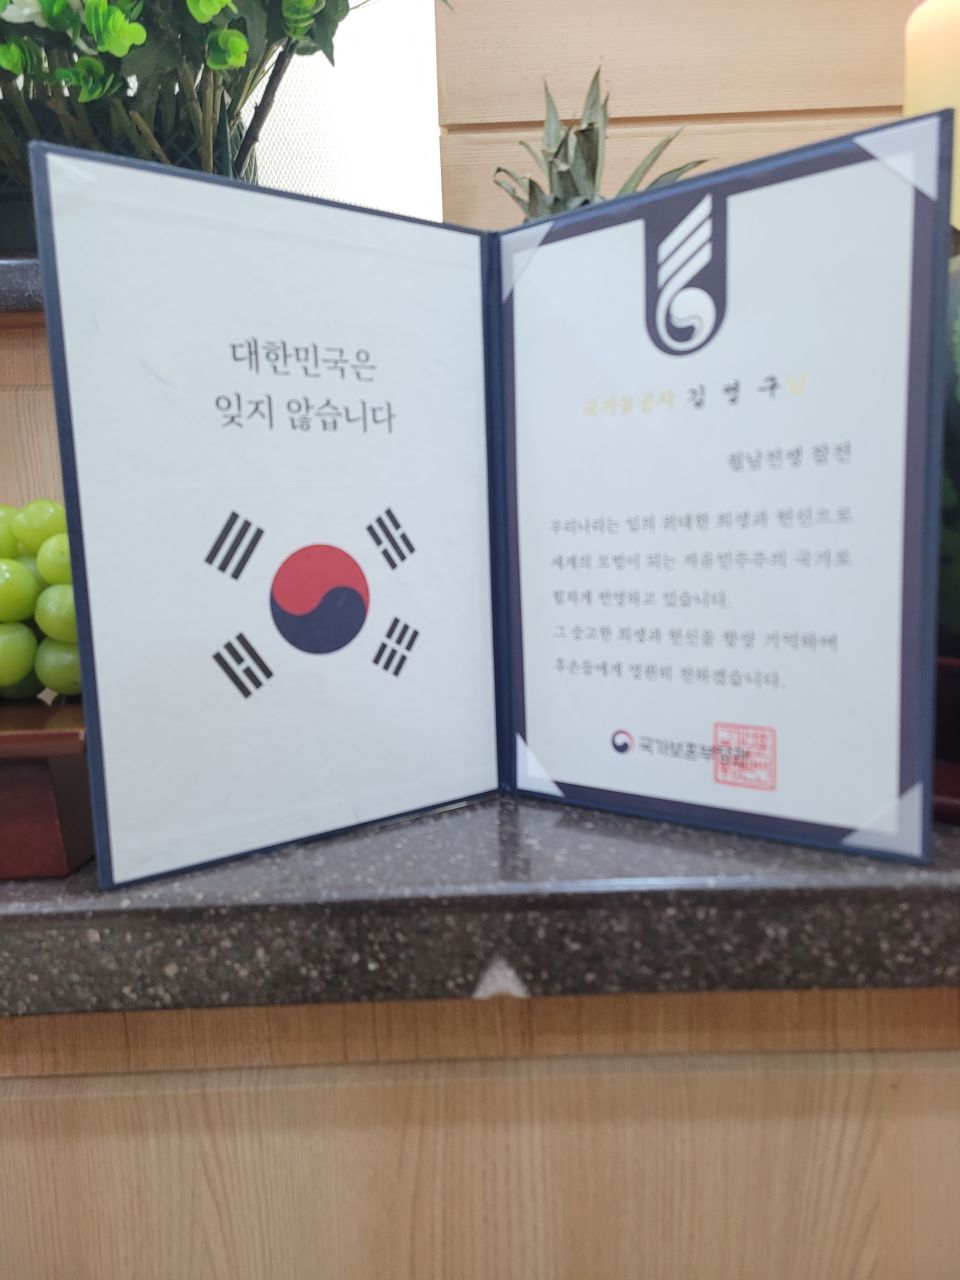 대한민국은
잊지 않습니다
국가유공자 김 영 구님
월남전쟁 참전
우리나라는 님의 위대한 희생과 헌신으로
세계의 모범이 되는 자유민주주의 국가로
힘차게 번영하고 있습니다.
그 숭고한 희생과 헌신을 항상 기억하며
후손들에게 영원히 전하겠습니다.
국가보훈부장관